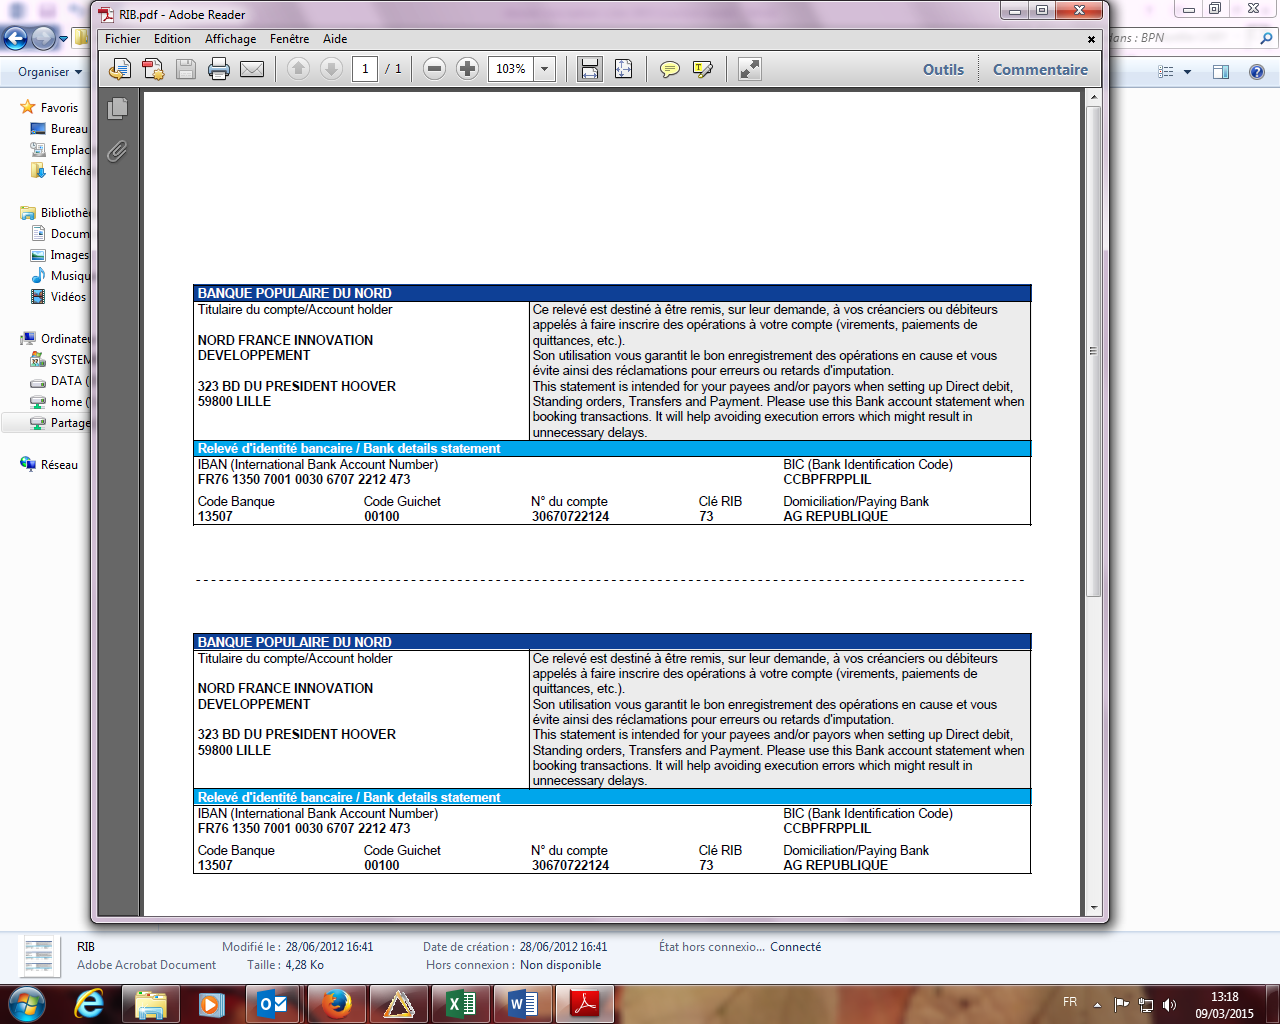 RIB.pdf - Adobe Reader
Fichier Edition Affichage Fenêtre Aide
dans : BPN
1 / 1 103% Outils Commentaire
Organiser
Favoris
Bureau
Emplac
Télécha
Bibliothè
Docum
Images
Musiqu
Vidéos
Ordinate
SYSTEM
DATA (
home (
Partage
Réseau
BANQUE POPULAIRE DU NORD
Titulaire du compte/Account holder
NORD FRANCE INNOVATION
DEVELOPPEMENT
323 BD DU PRESIDENT HOOVER
59800 LILLE
Ce relevé est destiné à être remis, sur leur demande, à vos créanciers ou débiteurs
appelés à faire inscrire des opérations à votre compte (virements, paiements de
quittances, etc.).
Son utilisation vous garantit le bon enregistrement des opérations en cause et vous
évite ainsi des réclamations pour erreurs ou retards d'imputation.
This statement is intended for your payees and/or payors when setting up Direct debit,
Standing orders, Transfers and Payment. Please use this Bank account statement when
booking transactions. It will help avoiding execution errors which might result in
unnecessary delays.
Relevé d'identité bancaire / Bank details statement
IBAN (International Bank Account Number) BIC (Bank Identification Code)
FR76 1350 7001 0030 6707 2212 473 CCBPFRPPLIL
Code Banque Code Guichet N° du compte Clé RIB Domiciliation/Paying Bank
13507 00100 30670722124 73 AG REPUBLIQUE
BANQUE POPULAIRE DU NORD
Titulaire du compte/Account holder
NORD FRANCE INNOVATION
DEVELOPPEMENT
323 BD DU PRESIDENT HOOVER
59800 LILLE
Ce relevé est destiné à être remis, sur leur demande, à vos créanciers ou débiteurs
appelés à faire inscrire des opérations à votre compte (virements, paiements de
quittances, etc.).
Son utilisation vous garantit le bon enregistrement des opérations en cause et vous
évite ainsi des réclamations pour erreurs ou retards d'imputation.
This statement is intended for your payees and/or payors when setting up Direct debit,
Standing orders, Transfers and Payment. Please use this Bank account statement when
booking transactions. It will help avoiding execution errors which might result in
unnecessary delays.
Relevé d'identité bancaire / Bank details statement
IBAN (International Bank Account Number) BIC (Bank Identification Code)
FR76 1350 7001 0030 6707 2212 473 CCBPFRPPLIL
Code Banque Code Guichet N° du compte Clé RIB Domiciliation/Paying Bank
13507 00100 30670722124 73 AG REPUBLIQUE
RIB Modifié le : 28/06/2012 16:41 Date de création : 28/06/2012 16:41 État hors connexio... Connecté
Adobe Acrobat Document Taille : 4,28 Ko Hors connexion : Non disponible
FR 13:18
09/03/2015